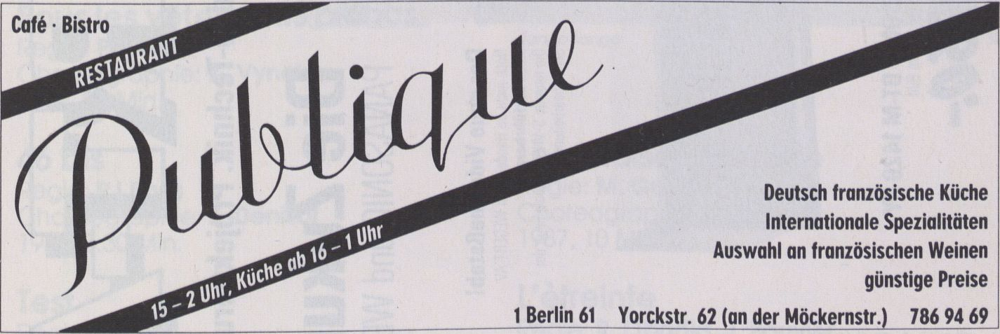 Café · Bistro
RESTAURANT
Publique
15 – 2 Uhr, Küche ab 16 – 1 Uhr
Deutsch französische Küche
Internationale Spezialitäten
Auswahl an französischen Weinen
günstige Preise
1 Berlin 61 Yorckstr. 62 (an der Möckernstr.) 786 94 69